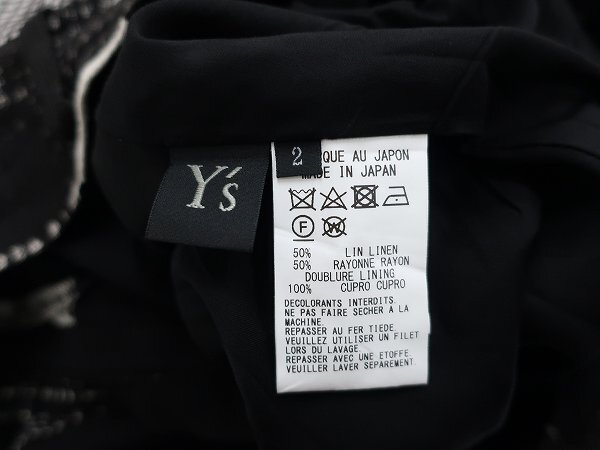 Y's
2
QUE AU JAPON
MADE IN JAPAN
F W
50% LIN LINEN
50% RAYONNE RAYON
DOUBLURE LINING
100% CUPRO CUPRO
DECOLORANTS INTERDITS.
NE PAS FAIRE SECHER A LA
MACHINE.
REPASSER AU FER TIEDE.
VEUILLEZ UTILISER UN FILET
LORS DU LAVAGE.
REPASSER AVEC UNE ETOFFE.
VEUILLER LAVER SEPAREMENT.